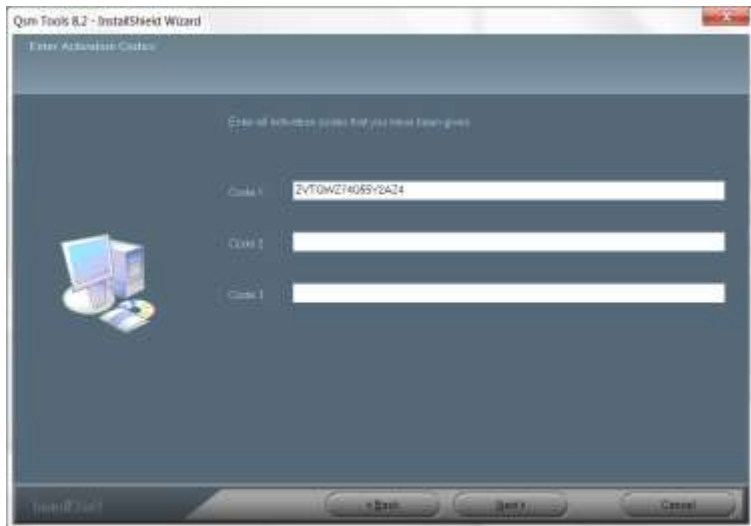 Qsm Tools 8.2 - InstallShield Wizard
Enter Activation Codes
Enter all activation codes that you have been given
Code 1
Code 2
Code 3
InstallShield
< Back
Next >
Cancel